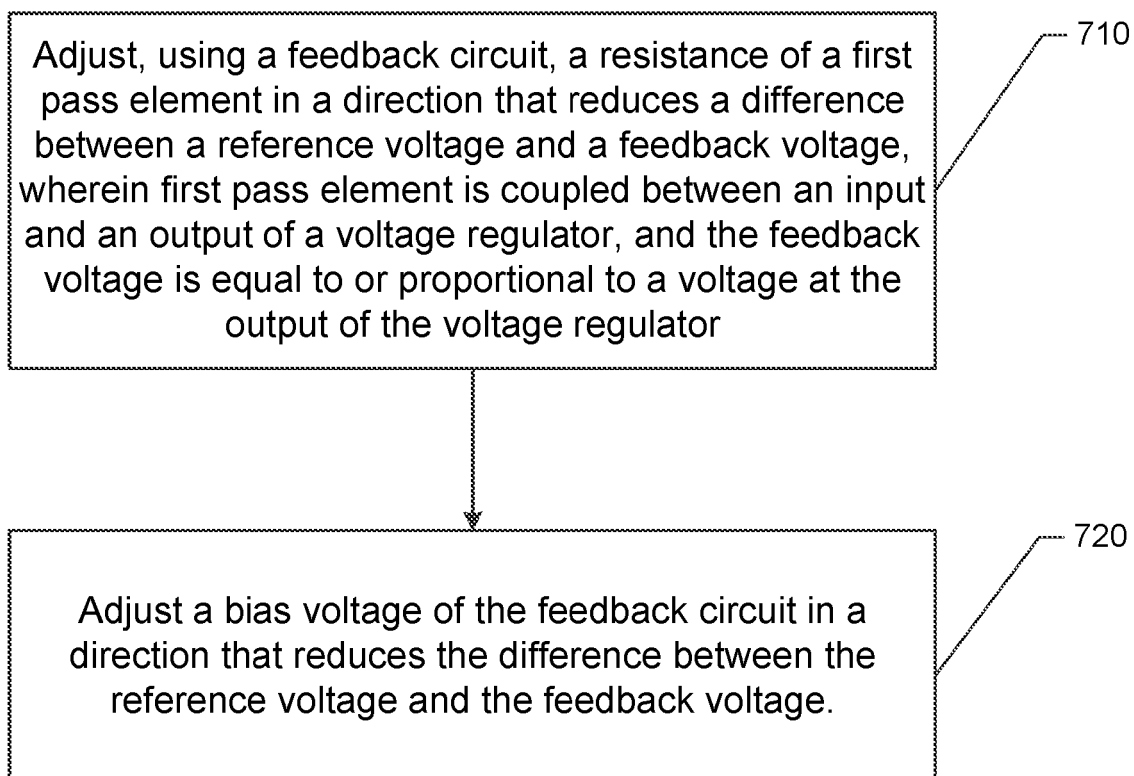 Adjust, using a feedback circuit, a resistance of a first
pass element in a direction that reduces a difference
between a reference voltage and a feedback voltage,
wherein first pass element is coupled between an input
and an output of a voltage regulator, and the feedback
voltage is equal to or proportional to a voltage at the
output of the voltage regulator
710
Adjust a bias voltage of the feedback circuit in a
direction that reduces the difference between the
reference voltage and the feedback voltage.
720